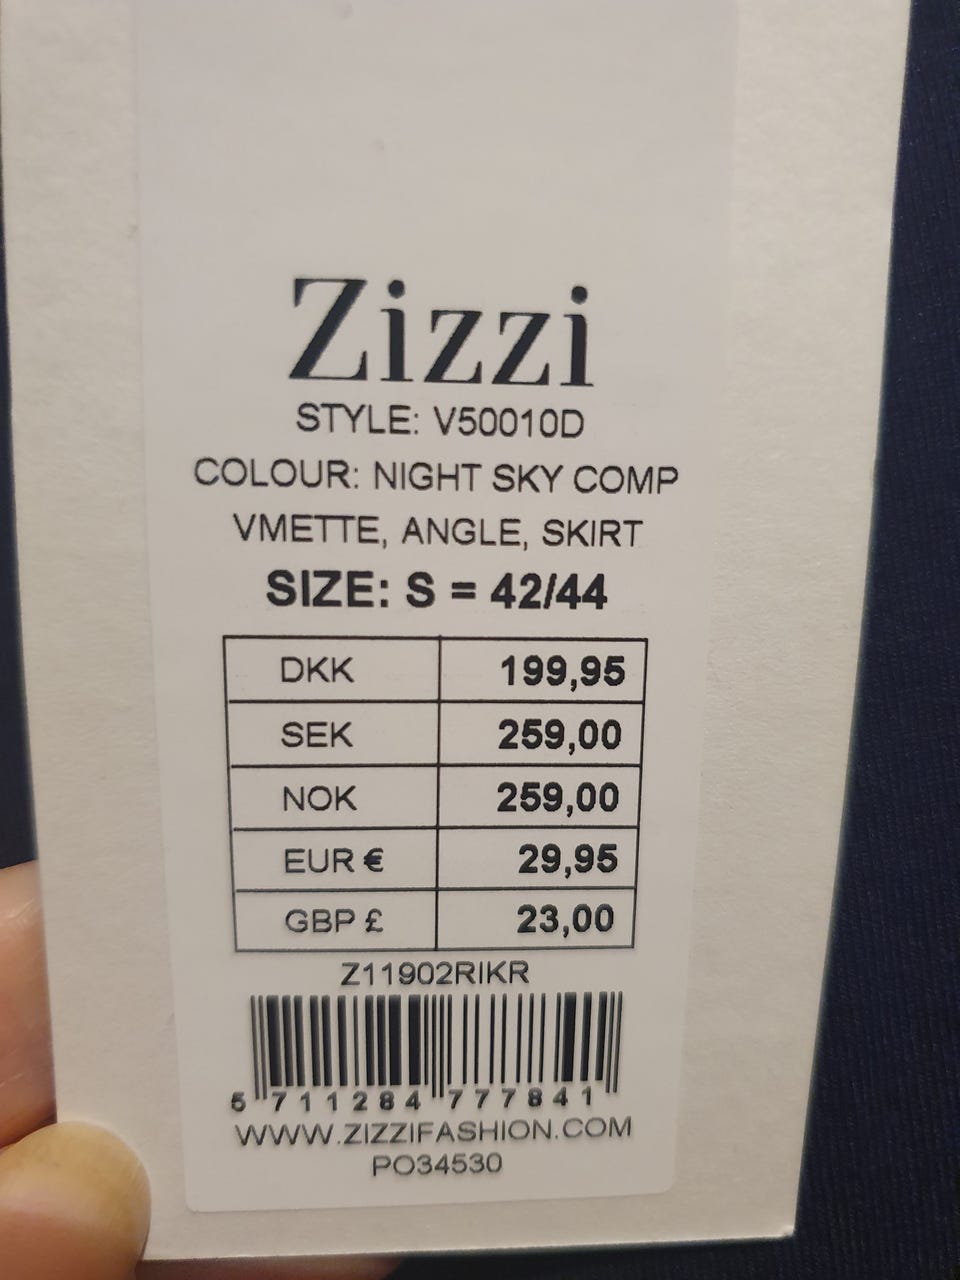 Zizzi
STYLE: V50010D
COLOUR: NIGHT SKY COMP
VMETTE, ANGLE, SKIRT
SIZE: S = 42/44
DKK 199,95
SEK 259,00
NOK 259,00
EUR € 29,95
GBP £ 23,00
Z11902RIKR
5 711284 777841
WWW.ZIZZIFASHION.COM
PO34530